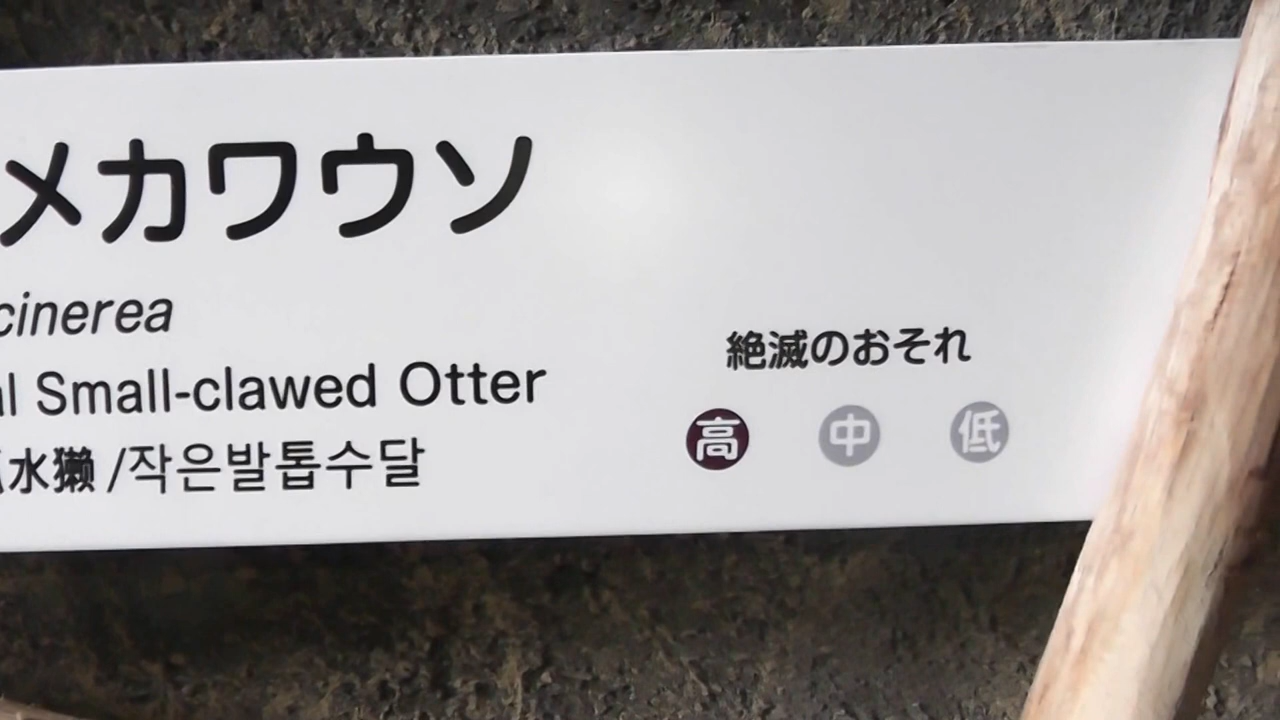 メカワウソ
cinerea
al Small-clawed Otter
水獭 /작은발톱수달
絶滅のおそれ
高 中 低